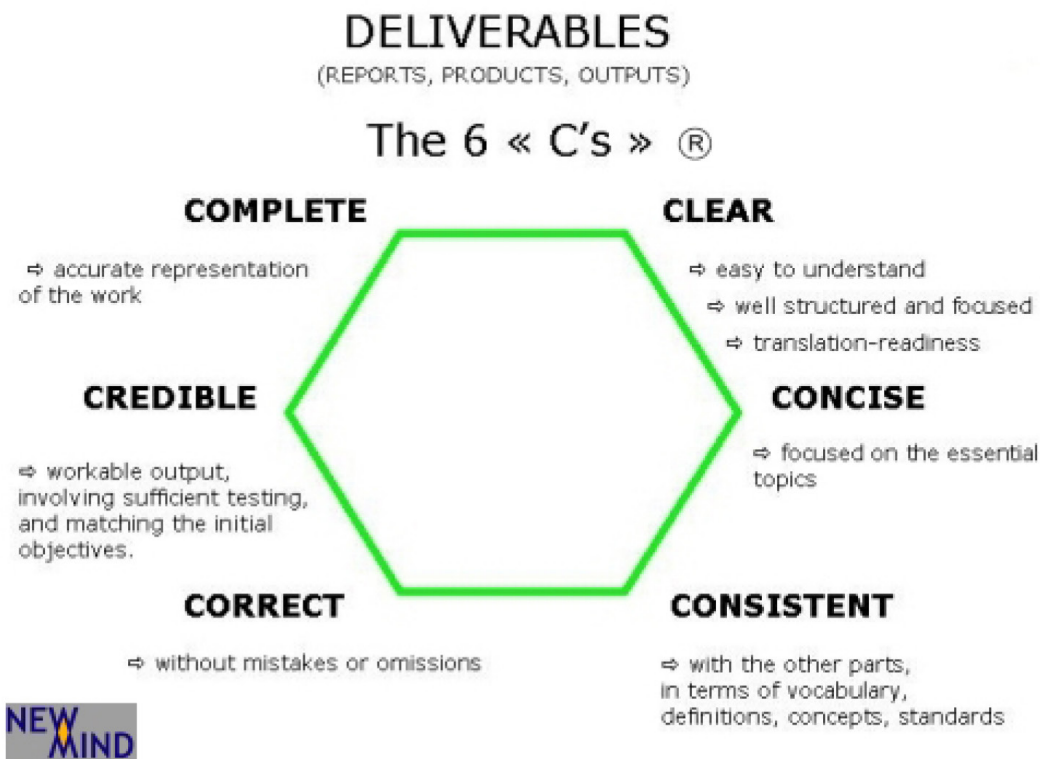 DELIVERABLES
(REPORTS, PRODUCTS, OUTPUTS)
The 6 « C's » ®
COMPLETE
⇨ accurate representation
of the work
CLEAR
⇨ easy to understand
⇨ well structured and focused
⇨ translation-readiness
CREDIBLE
⇨ workable output,
involving sufficient testing,
and matching the initial
objectives.
CONCISE
⇨ focused on the essential
topics
CORRECT
⇨ without mistakes or omissions
CONSISTENT
⇨ with the other parts,
in terms of vocabulary,
definitions, concepts, standards
NEW
MIND